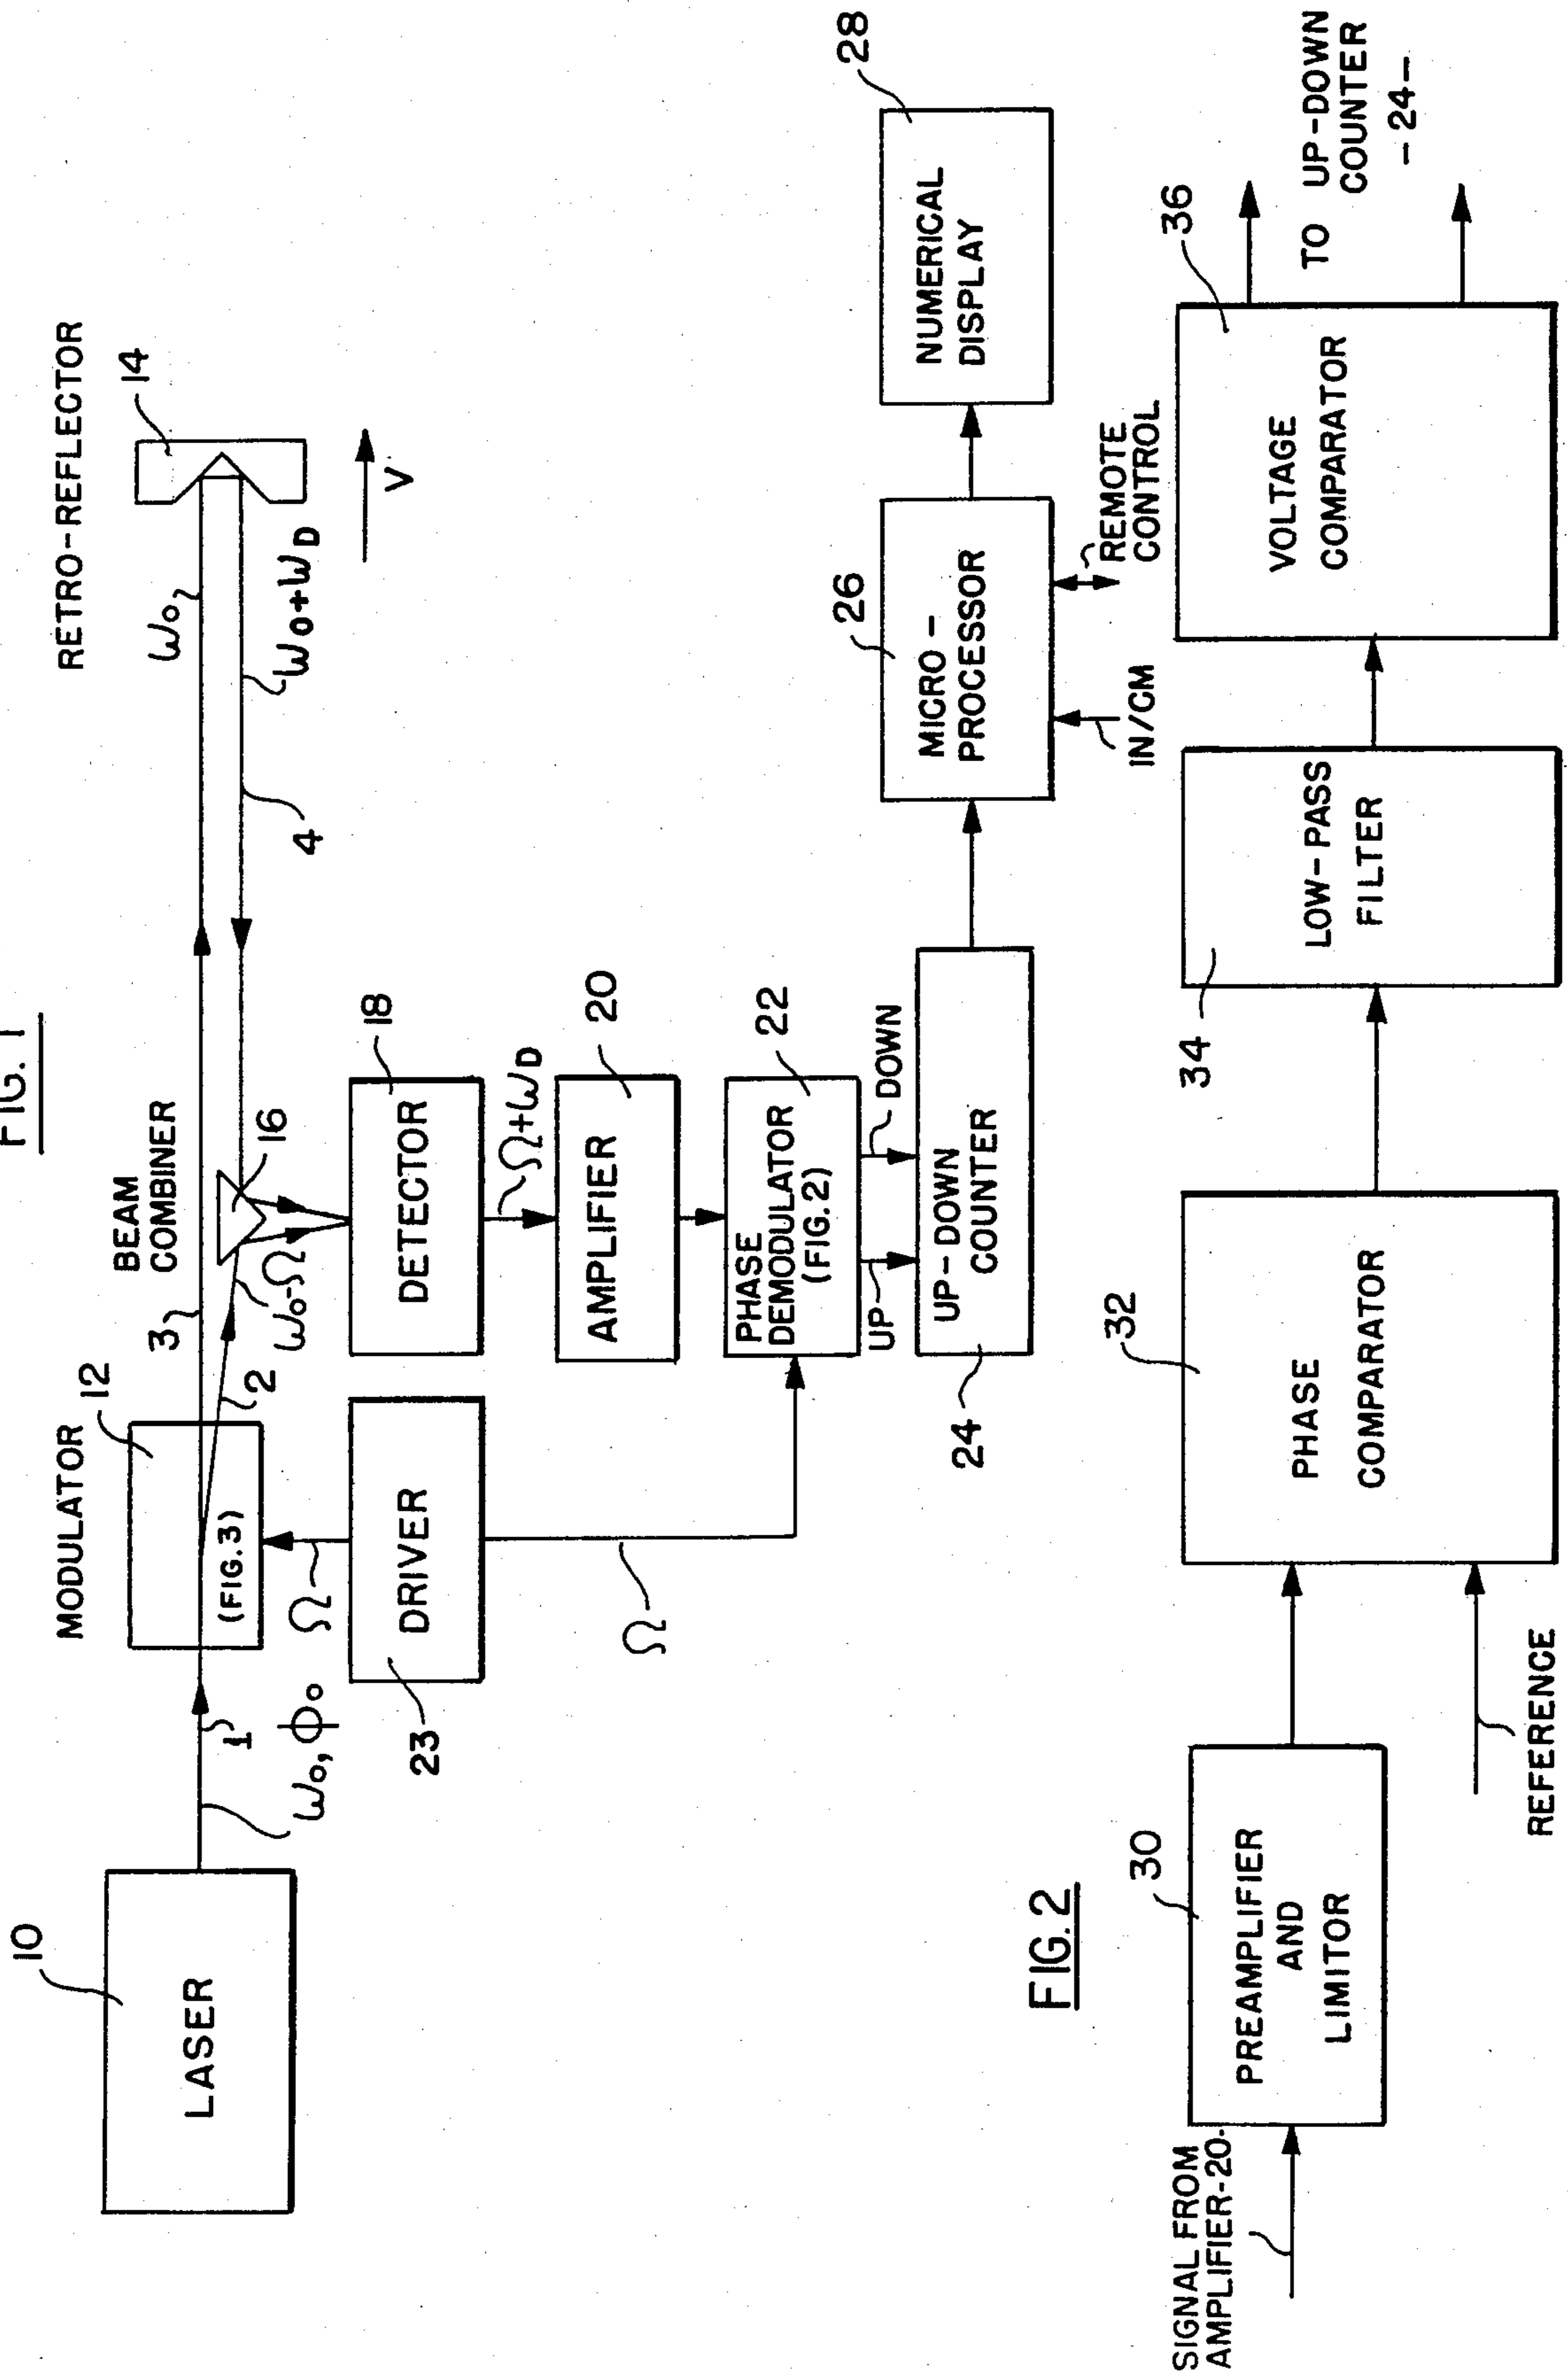 FIG. 1
RETRO-REFLECTOR
14
ω₀
ω₀+ω_D
V
4
BEAM
COMBINER
16
3
MODULATOR
12
(FIG.3)
2
ω₀-Ω
10
LASER
1
ω₀, ϕ₀
Ω
DRIVER
23
Ω
18
DETECTOR
Ω+ω_D
20
AMPLIFIER
22
PHASE
DEMODULATOR
(FIG.2)
UP
DOWN
UP-DOWN
COUNTER
24
26
MICRO-
PROCESSOR
IN/CM
REMOTE
CONTROL
28
NUMERICAL
DISPLAY
FIG.2
SIGNAL FROM
AMPLIFIER-20-
30
PREAMPLIFIER
AND
LIMITOR
REFERENCE
32
PHASE
COMPARATOR
34
LOW-PASS
FILTER
36
VOLTAGE
COMPARATOR
TO UP-DOWN
COUNTER
-24-